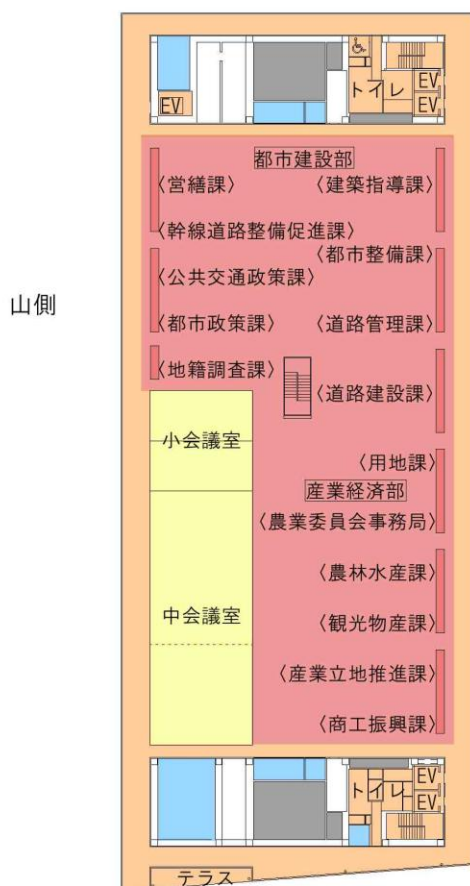 トイレ
EV
EV
EV
都市建設部
〈営繕課〉
〈建築指導課〉
〈幹線道路整備促進課〉
〈都市整備課〉
〈公共交通政策課〉
山側
〈都市政策課〉
〈道路管理課〉
〈地籍調査課〉
〈道路建設課〉
小会議室
〈用地課〉
産業経済部
〈農業委員会事務局〉
〈農林水産課〉
中会議室
〈観光物産課〉
〈産業立地推進課〉
〈商工振興課〉
EV
トイレ
EV
テラス